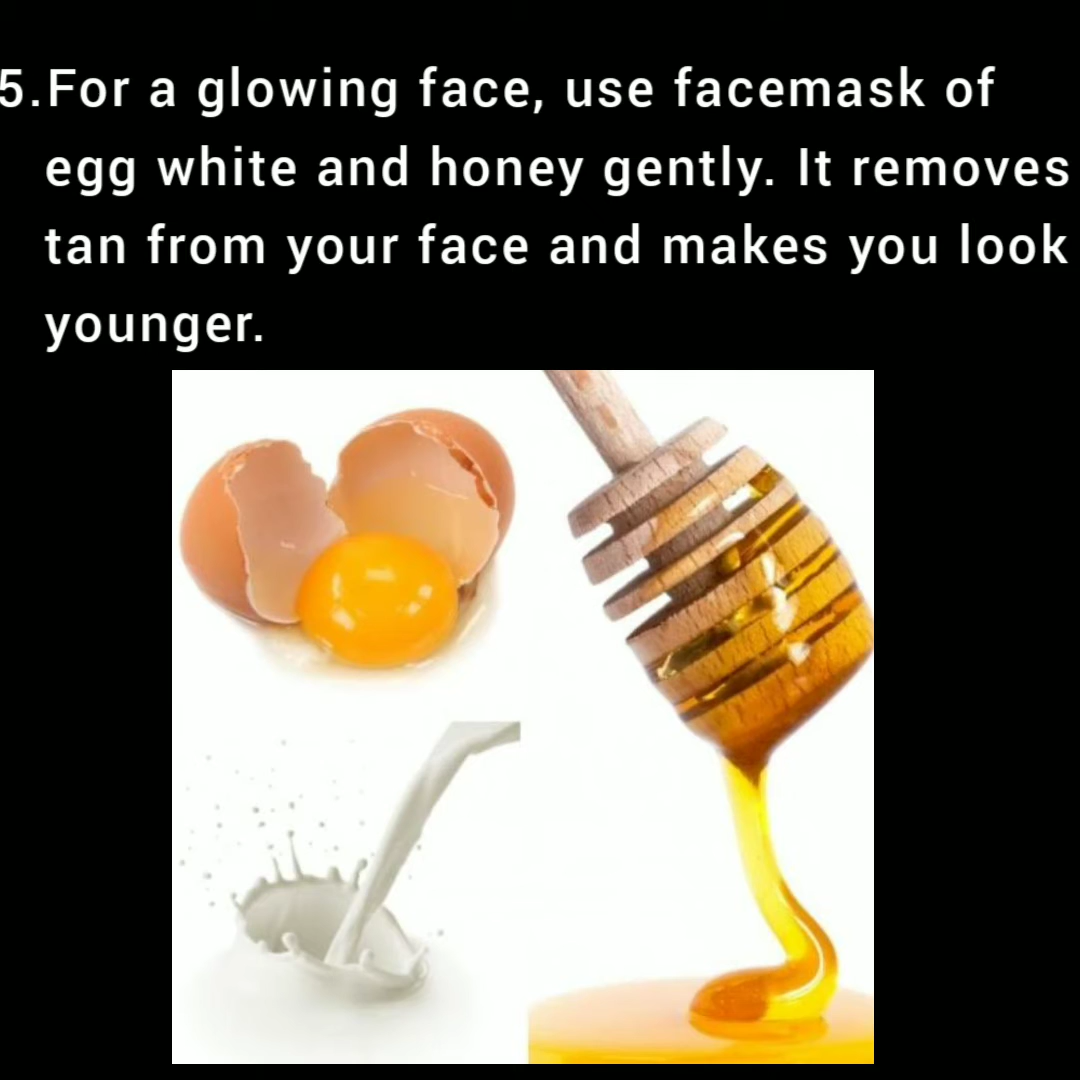 5.For a glowing face, use facemask of
egg white and honey gently. It removes
tan from your face and makes you look
younger.